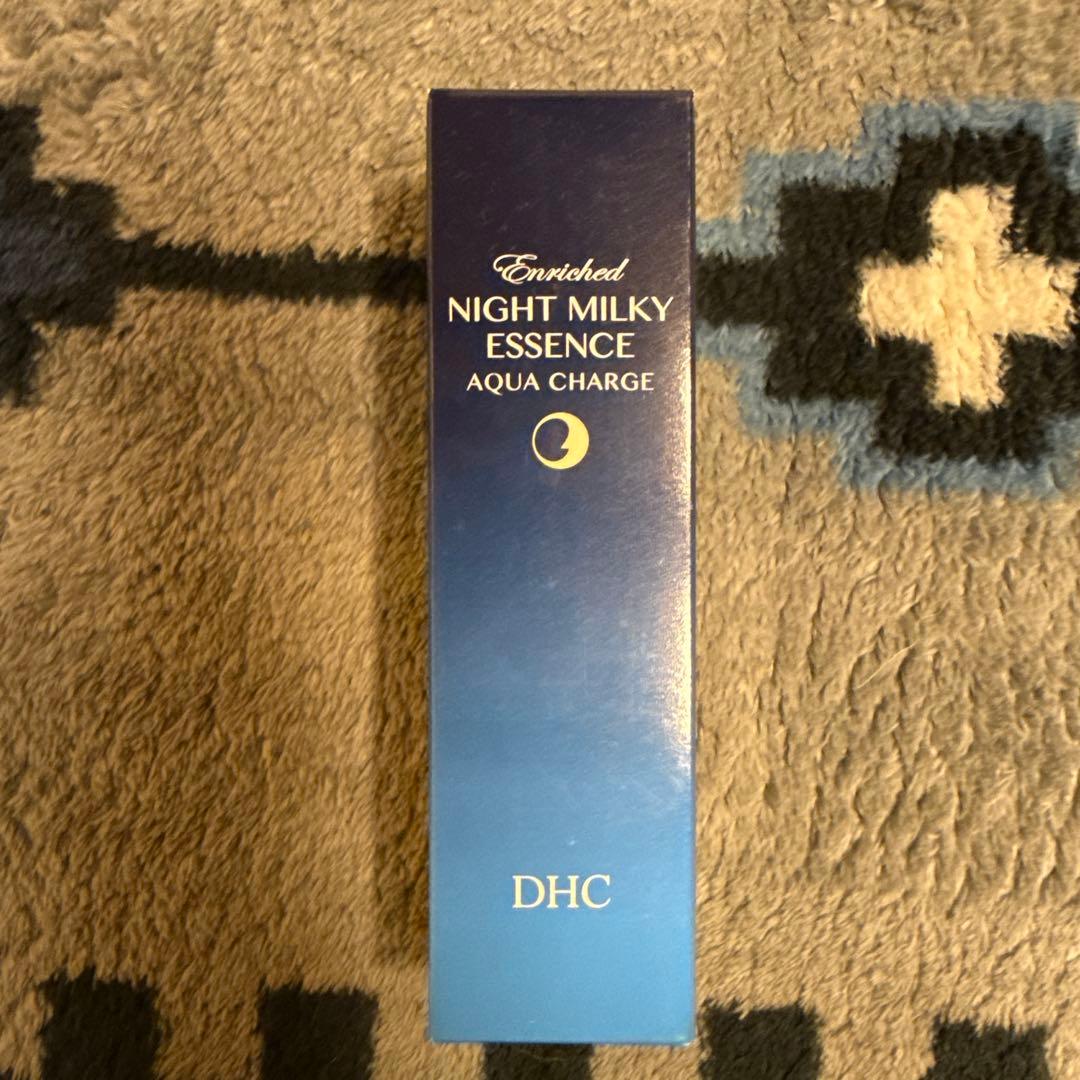 Enriched
NIGHT MILKY
ESSENCE
AQUA CHARGE
DHC